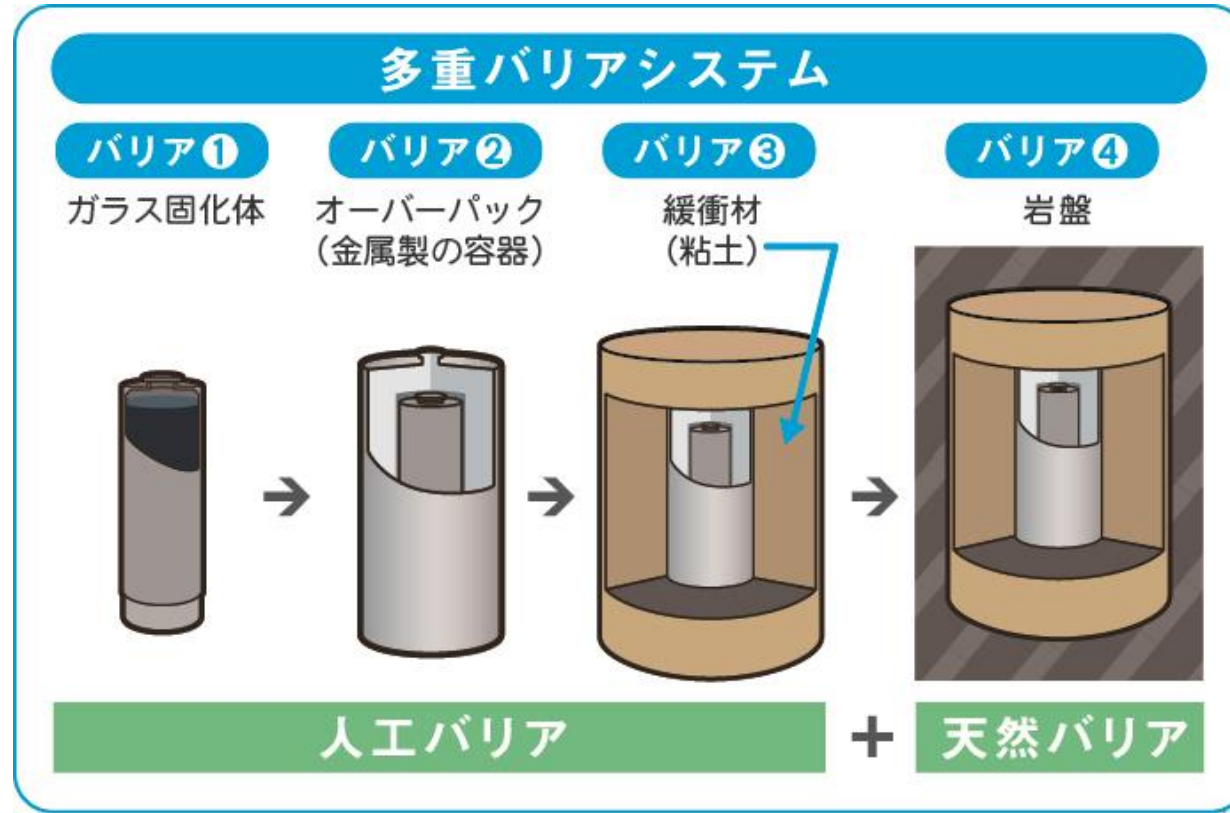 多重バリアシステム
バリア❶
ガラス固化体
バリア❷
オーバーパック
(金属製の容器)
バリア❸
緩衝材
(粘土)
バリア❹
岩盤
人工バリア
+
天然バリア